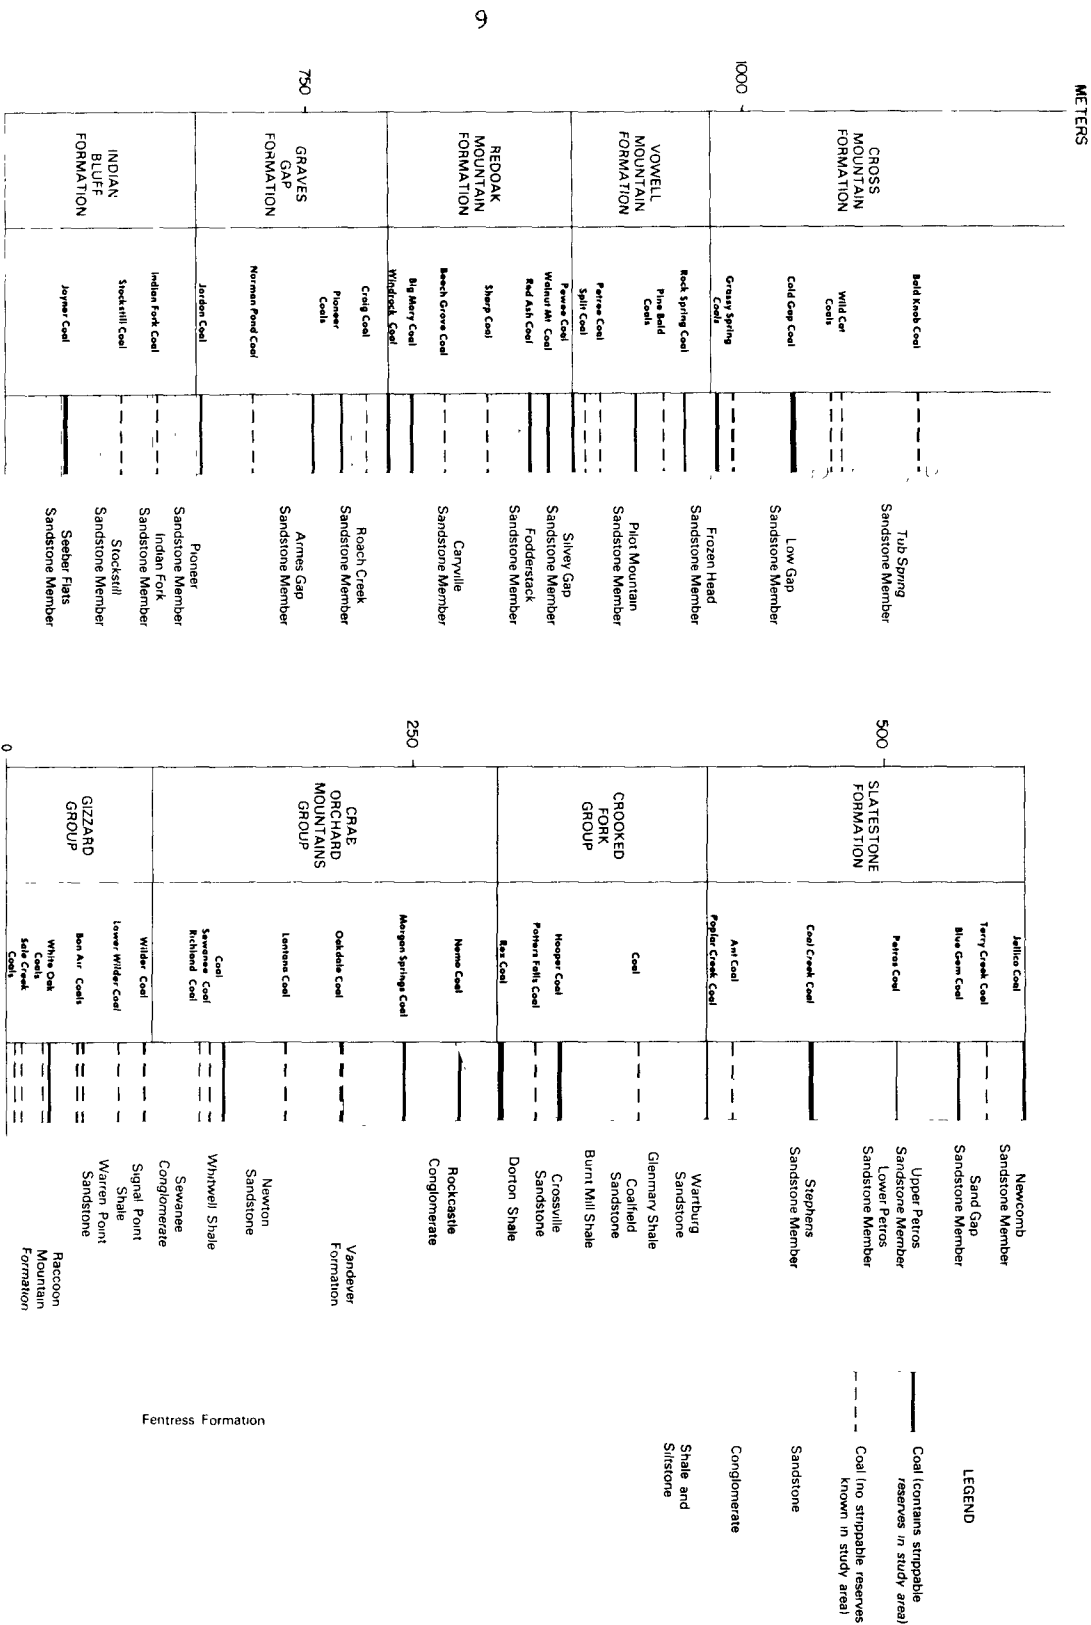 6
METERS
1000
750
CROSS
MOUNTAIN
FORMATION
VOWELL
MOUNTAIN
FORMATION
REDOAK
MOUNTAIN
FORMATION
GRAVES
GAP
FORMATION
INDIAN
BLUFF
FORMATION
Bald Knob Coal
Wild Cat
Coals
Cold Gap Coal
Grassy Spring
Coals
Rock Spring Coal
Pine Bald
Coals
Petree Coal
Split Coal
Pewee Coal
Walnut Mt Coal
Red Ash Coal
Sharp Coal
Beech Grove Coal
Big Mary Coal
Windrock Coal
Craig Coal
Pioneer
Coals
Norman Pond Coal
Jordon Coal
Indian Fork Coal
Stockstill Coal
Joyner Coal
Tub Spring
Sandstone Member
Low Gap
Sandstone Member
Frozen Head
Sandstone Member
Pilot Mountain
Sandstone Member
Silvey Gap
Sandstone Member
Fodderstack
Sandstone Member
Caryville
Sandstone Member
Roach Creek
Sandstone Member
Armes Gap
Sandstone Member
Pioneer
Sandstone Member
Indian Fork
Sandstone Member
Stockstill
Sandstone Member
Seeber Flats
Sandstone Member
500
250
0
SLATESTONE
FORMATION
CROOKED
FORK
GROUP
CRAE
ORCHARD
MOUNTAINS
GROUP
GIZZARD
GROUP
Jellico Coal
Terry Creek Coal
Blue Gem Coal
Petros Coal
Coal Creek Coal
Ant Coal
Poplar Creek Coal
Coal
Hooper Coal
Potters Falls Coal
Rex Coal
Nemo Coal
Morgan Springs Coal
Oakdale Coal
Lantana Coal
Coal
Sewanee Coal
Richland Coal
Wilder Coal
Lower Wilder Coal
Bon Air Coals
White Oak
Coals
Sale Creek
Coals
Newcomb
Sandstone Member
Sand Gap
Sandstone Member
Upper Petros
Sandstone Member
Lower Petros
Sandstone Member
Stephens
Sandstone Member
Wartburg
Sandstone
Glenmary Shale
Coalfield
Sandstone
Burnt Mill Shale
Crossville
Sandstone
Dorton Shale
Rockcastle
Conglomerate
Vandever
Formation
Newton
Sandstone
Whitwell Shale
Sewanee
Conglomerate
Signal Point
Shale
Warren Point
Sandstone
Raccoon
Mountain
Formation
Fentress Formation
LEGEND
Coal (contains strippable
reserves in study area)
Coal (no strippable reserves
known in study area)
Sandstone
Conglomerate
Shale and
Siltstone